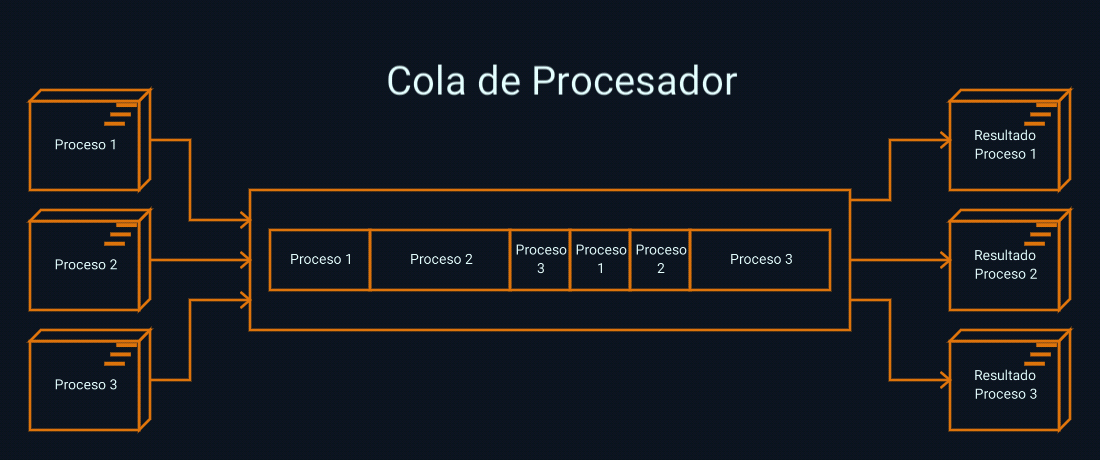 Cola de Procesador
Proceso 1
Proceso 2
Proceso 3
Proceso 1
Proceso 2
Proceso
3
Proceso
1
Proceso
2
Proceso 3
Resultado
Proceso 1
Resultado
Proceso 2
Resultado
Proceso 3